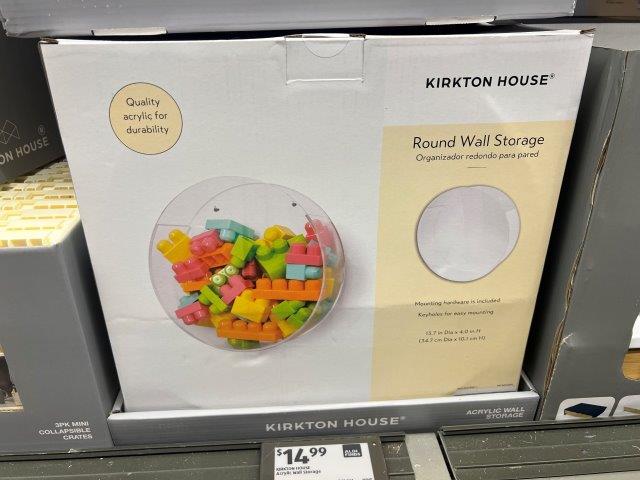 Quality
acrylic for
durability
KIRKTON HOUSE®
Round Wall Storage
Organizador redondo para pared
Mounting hardware is included
Keyholes for easy mounting
13.7 in Dia x 4.0 in H
(34.7 cm Dia x 10.1 cm H)
ON HOUSE
3PK MINI
COLLAPSIBLE
CRATES
KIRKTON HOUSE®
ACRYLIC WALL
STORAGE
$14.99
ALDI
FINDS
KIRKTON HOUSE
Acrylic Wall Storage